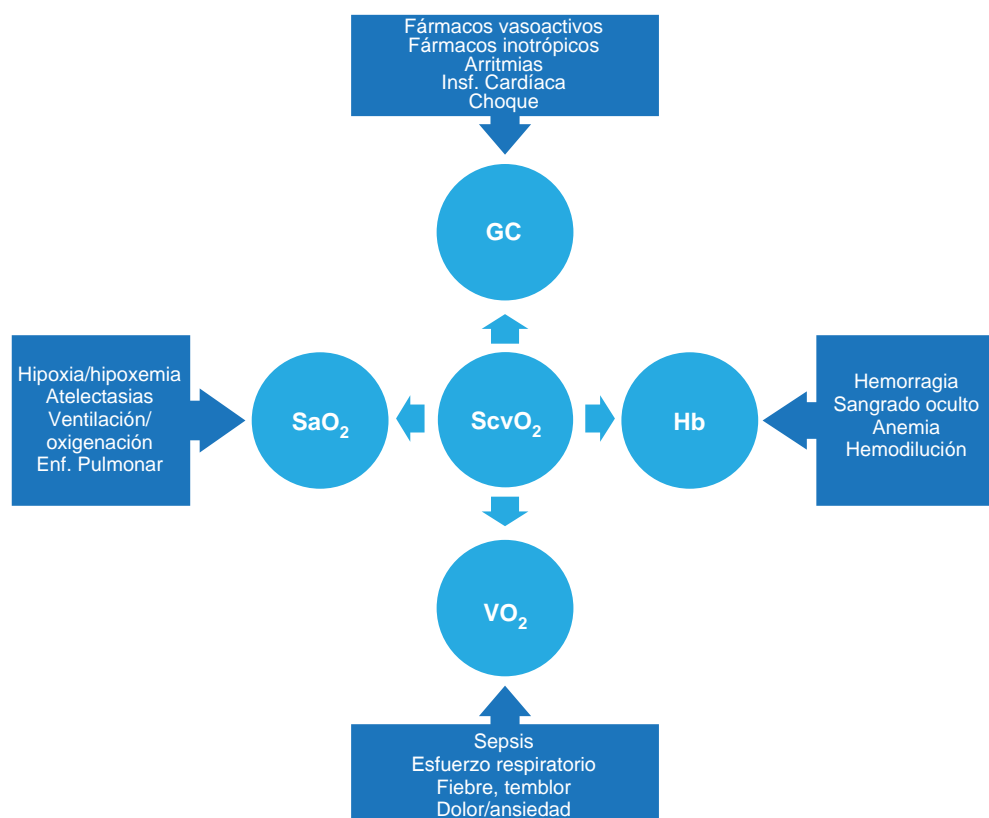 Fármacos vasoactivos
Fármacos inotrópicos
Arritmias
Insf. Cardíaca
Choque
GC
Hipoxia/hipoxemia
Atelectasias
Ventilación/
oxigenación
Enf. Pulmonar
SaO₂
ScvO₂
Hb
Hemorragia
Sangrado oculto
Anemia
Hemodilución
VO₂
Sepsis
Esfuerzo respiratorio
Fiebre, temblor
Dolor/ansiedad